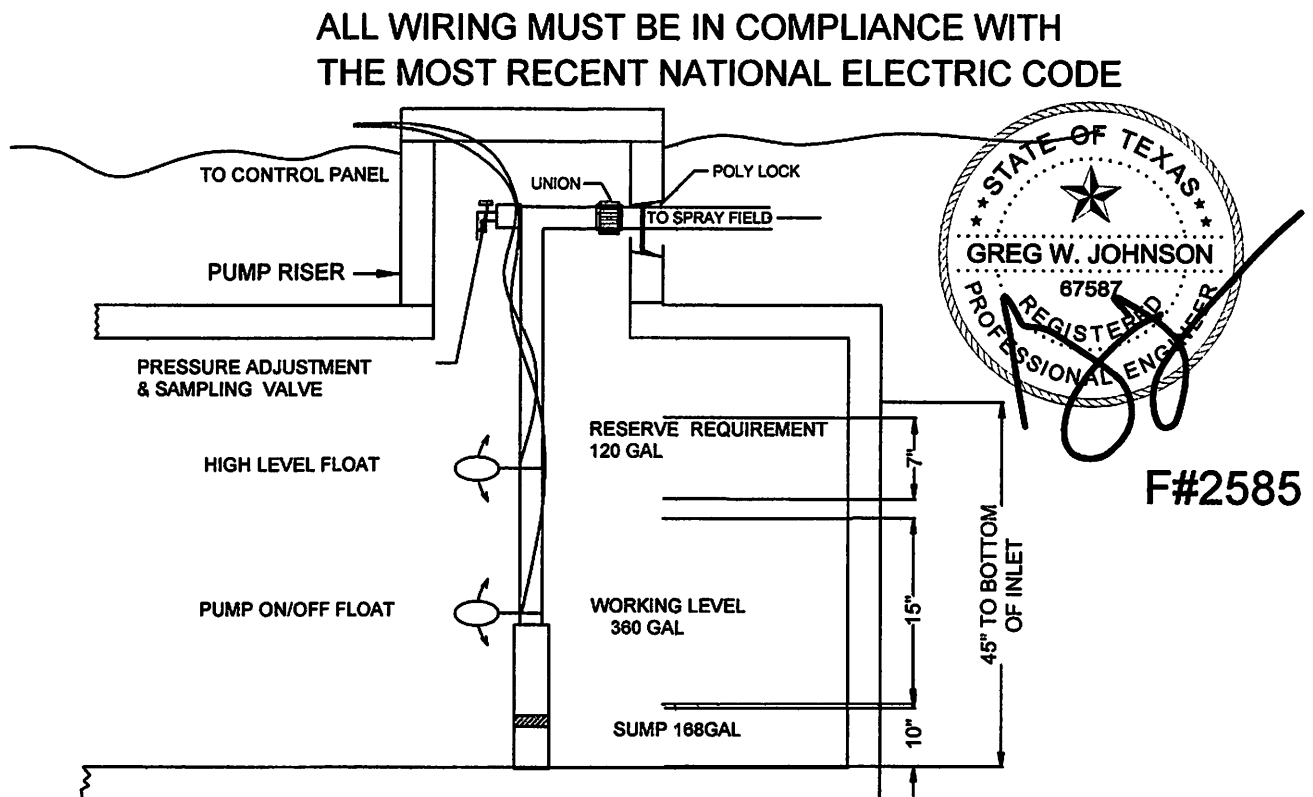 ALL WIRING MUST BE IN COMPLIANCE WITH
THE MOST RECENT NATIONAL ELECTRIC CODE
TO CONTROL PANEL
UNION
POLY LOCK
TO SPRAY FIELD
PUMP RISER
STATE OF TEXAS
GREG W. JOHNSON
67587
REGISTERED
PROFESSIONAL ENGINEER
F#2585
PRESSURE ADJUSTMENT
& SAMPLING VALVE
RESERVE REQUIREMENT
120 GAL
7"
HIGH LEVEL FLOAT
PUMP ON/OFF FLOAT
WORKING LEVEL
360 GAL
15"
45" TO BOTTOM
OF INLET
SUMP 168GAL
10"